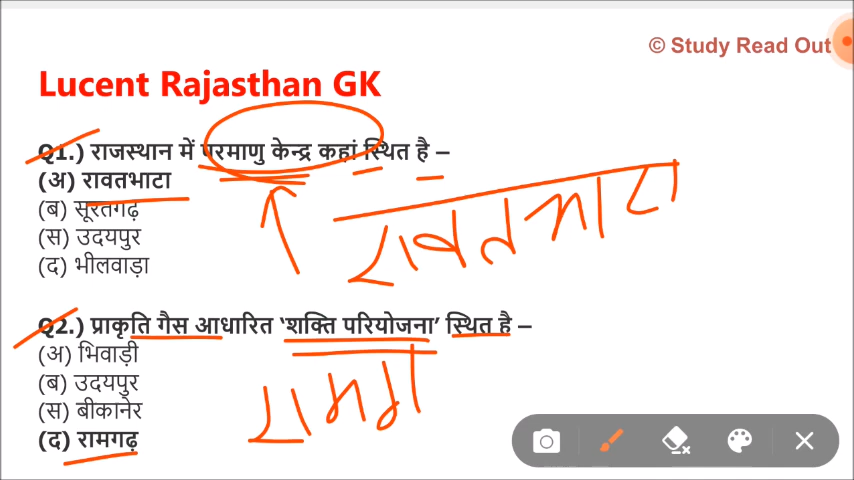 © Study Read Out
Lucent Rajasthan GK
Q1.) राजस्थान में परमाणु केन्द्र कहां स्थित है –
(अ) रावतभाटा
(ब) सूरतगढ़
(स) उदयपुर
(द) भीलवाड़ा
रावतभाटा
Q2.) प्राकृति गैस आधारित ‘शक्ति परियोजना’ स्थित है –
(अ) भिवाड़ी
(ब) उदयपुर
(स) बीकानेर
(द) रामगढ़
रामग